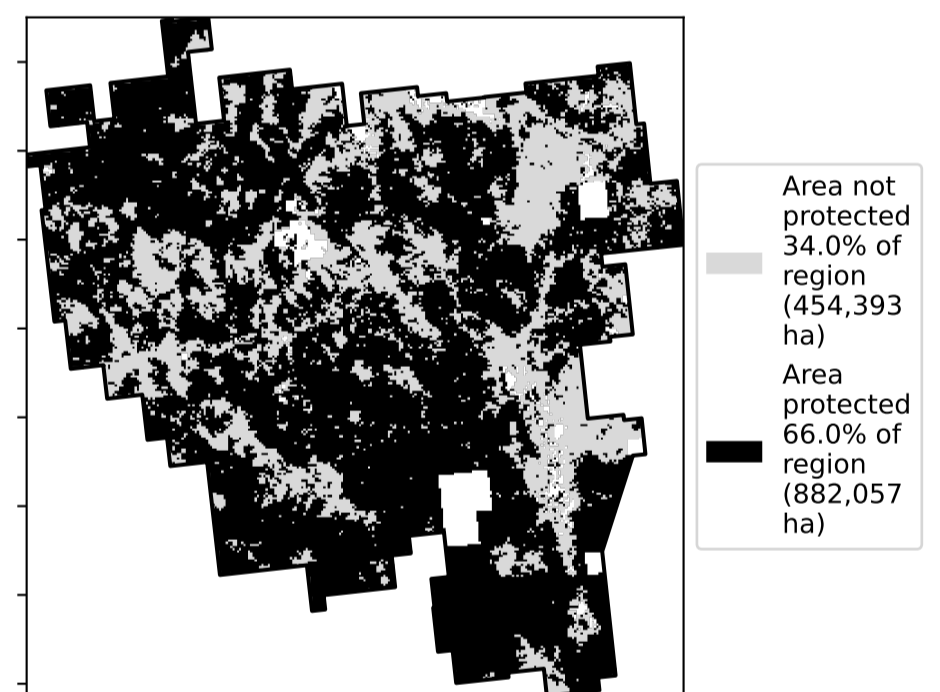 Area not
protected
34.0% of
region
(454,393
ha)
Area
protected
66.0% of
region
(882,057
ha)